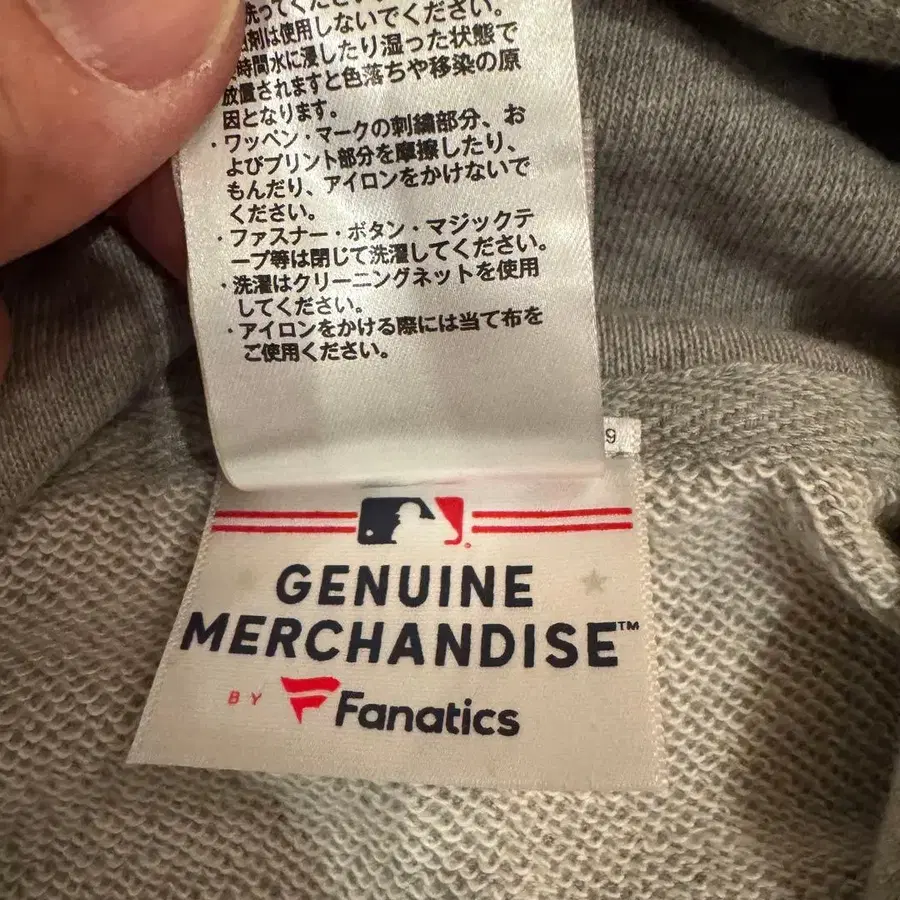 洗ってください。
剤は使用しないでください。
時間水に浸したり湿った状態で
放置されますと色落ちや移染の原
因となります。
・ワッペン・マークの刺繍部分、お
よびプリント部分を摩擦したり、
もんだり、アイロンをかけないで
ください。
・ファスナー・ボタン・マジックテ
ープ等は閉じて洗濯してください。
・洗濯はクリーニングネットを使用
してください。
・アイロンをかける際には当て布を
ご使用ください。
9
GENUINE
MERCHANDISE™
BY Fanatics